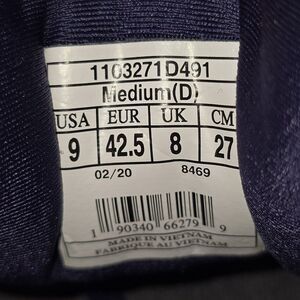 1103271D491
Medium(D)
USA EUR UK CM
9 42.5 8 27
02/20 8469
1 90340 66279 9
MADE IN VIETNAM
FABRIQUE AU VIETNAM